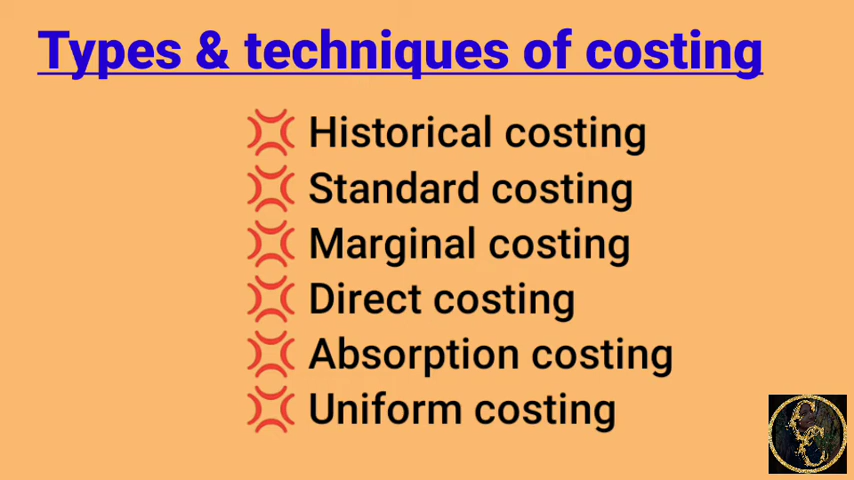 Types & techniques of costing
Historical costing
Standard costing
Marginal costing
Direct costing
Absorption costing
Uniform costing